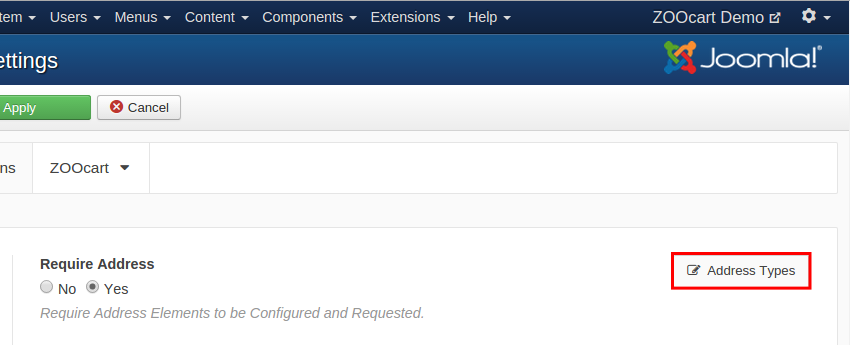 tem Users Menus Content Components Extensions Help ZOOcart Demo
ettings Joomla!®
Apply Cancel
ns ZOOcart
Require Address
Address Types
No Yes
Require Address Elements to be Configured and Requested.